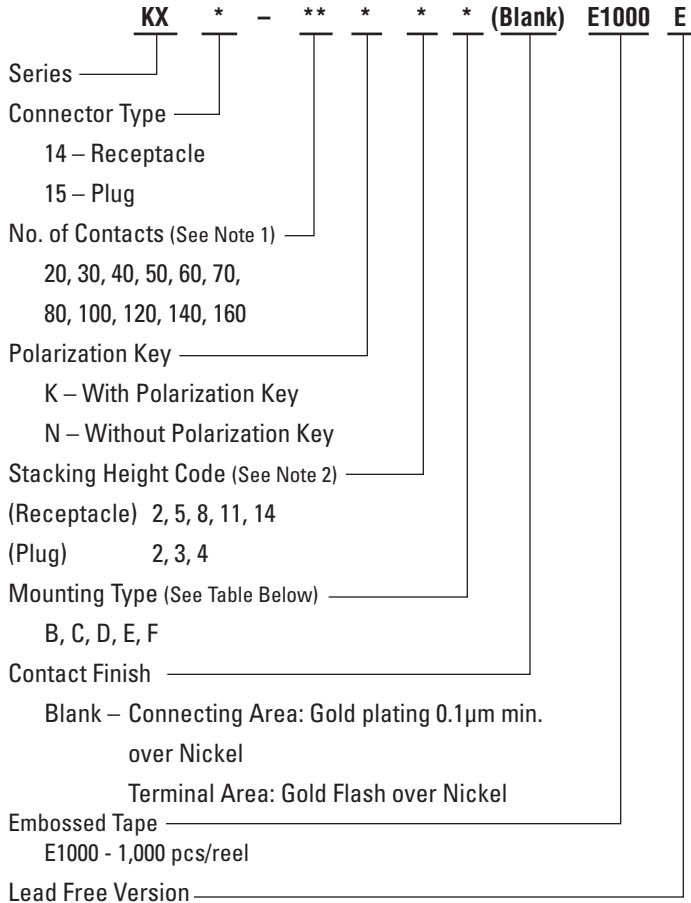 KX * – ** * * * (Blank) E1000 E
Series
Connector Type
14 – Receptacle
15 – Plug
No. of Contacts (See Note 1)
20, 30, 40, 50, 60, 70,
80, 100, 120, 140, 160
Polarization Key
K – With Polarization Key
N – Without Polarization Key
Stacking Height Code (See Note 2)
(Receptacle) 2, 5, 8, 11, 14
(Plug) 2, 3, 4
Mounting Type (See Table Below)
B, C, D, E, F
Contact Finish
Blank – Connecting Area: Gold plating 0.1µm min.
over Nickel
Terminal Area: Gold Flash over Nickel
Embossed Tape
E1000 - 1,000 pcs/reel
Lead Free Version